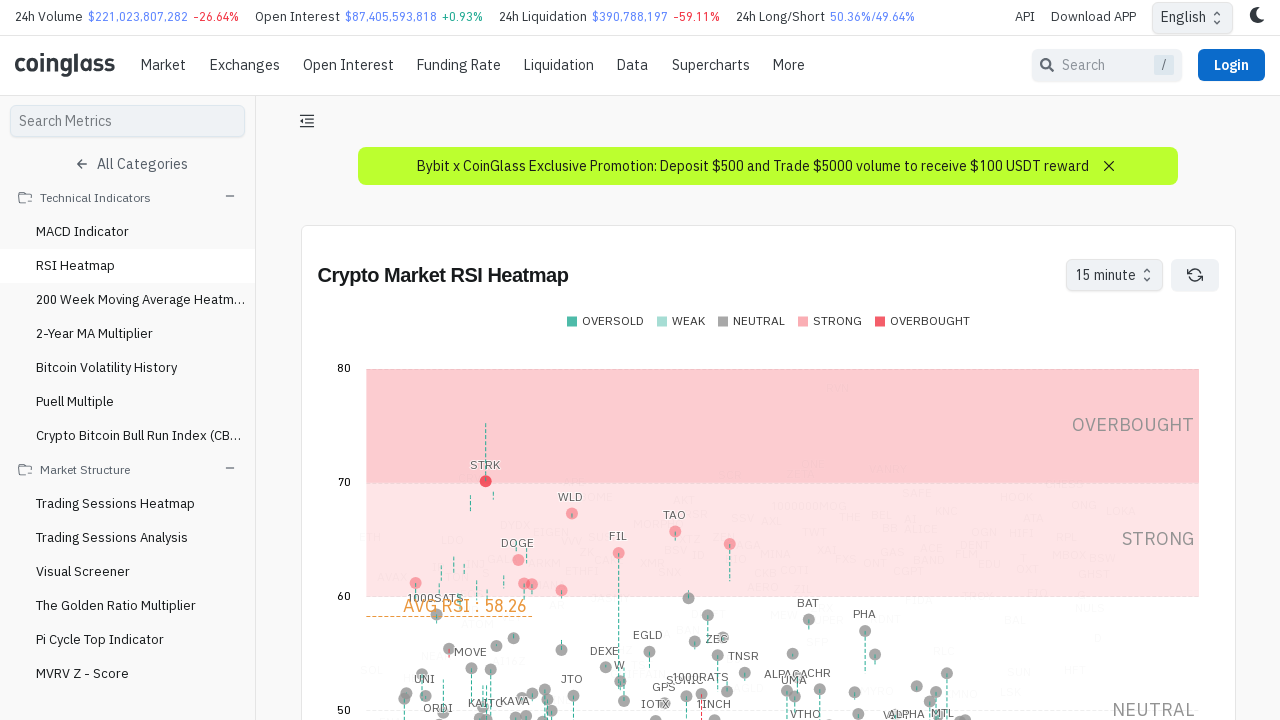 24h Volume $221,023,807,282 -26.64% Open Interest $87,405,593,818 +0.93% 24h Liquidation $390,788,197 -59.11% 24h Long/Short 50.36%/49.64% API Download APP English
coinglass Market Exchanges Open Interest Funding Rate Liquidation Data Supercharts More Search / Login
Search Metrics
All Categories
Technical Indicators
MACD Indicator
RSI Heatmap
200 Week Moving Average Heatm...
2-Year MA Multiplier
Bitcoin Volatility History
Puell Multiple
Crypto Bitcoin Bull Run Index (CB...
Market Structure
Trading Sessions Heatmap
Trading Sessions Analysis
Visual Screener
The Golden Ratio Multiplier
Pi Cycle Top Indicator
MVRV Z - Score
Bybit x CoinGlass Exclusive Promotion: Deposit $500 and Trade $5000 volume to receive $100 USDT reward
Crypto Market RSI Heatmap
15 minute
OVERSOLD WEAK NEUTRAL STRONG OVERBOUGHT
80
OVERBOUGHT
STRK
70
WLD
TAO
FIL
STRONG
DOGE
60
1000SATS
BAT
AVG RSI : 58.26
PHA
EGLD
ZEC
MOVE
DEXE
W
TNSR
UNI
JTO
1000RATS
ALPACA
CHR
UMA
GPS
KAITO
KAVA
IOTX
1INCH
ORDI
VTHO
ALPHA
MTL
50
NEUTRAL